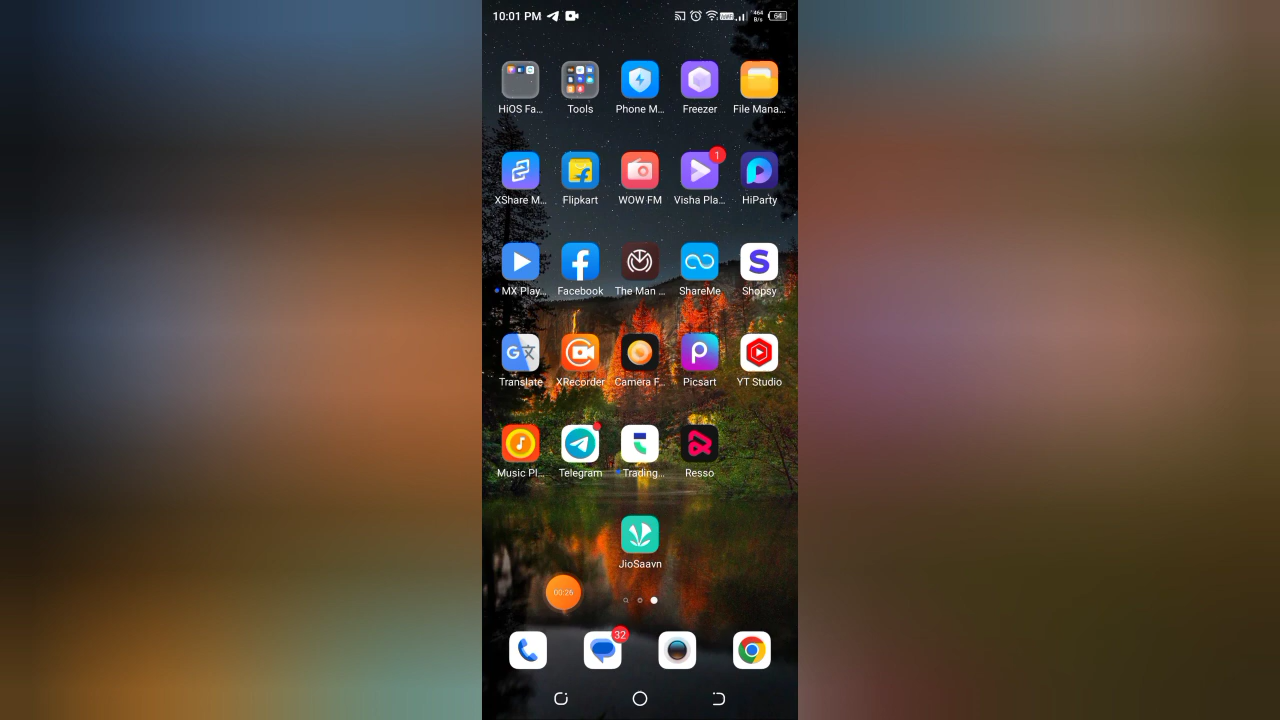 10:01 PM
464
B/s
64
HiOS Fa...
Tools
Phone M...
Freezer
File Mana...
XShare M...
Flipkart
WOW FM
1
Visha Pla...
HiParty
MX Play...
Facebook
The Man ...
ShareMe
Shopsy
Translate
XRecorder
Camera F...
Picsart
YT Studio
Music Pl...
Telegram
Trading...
Resso
JioSaavn
00:26
32